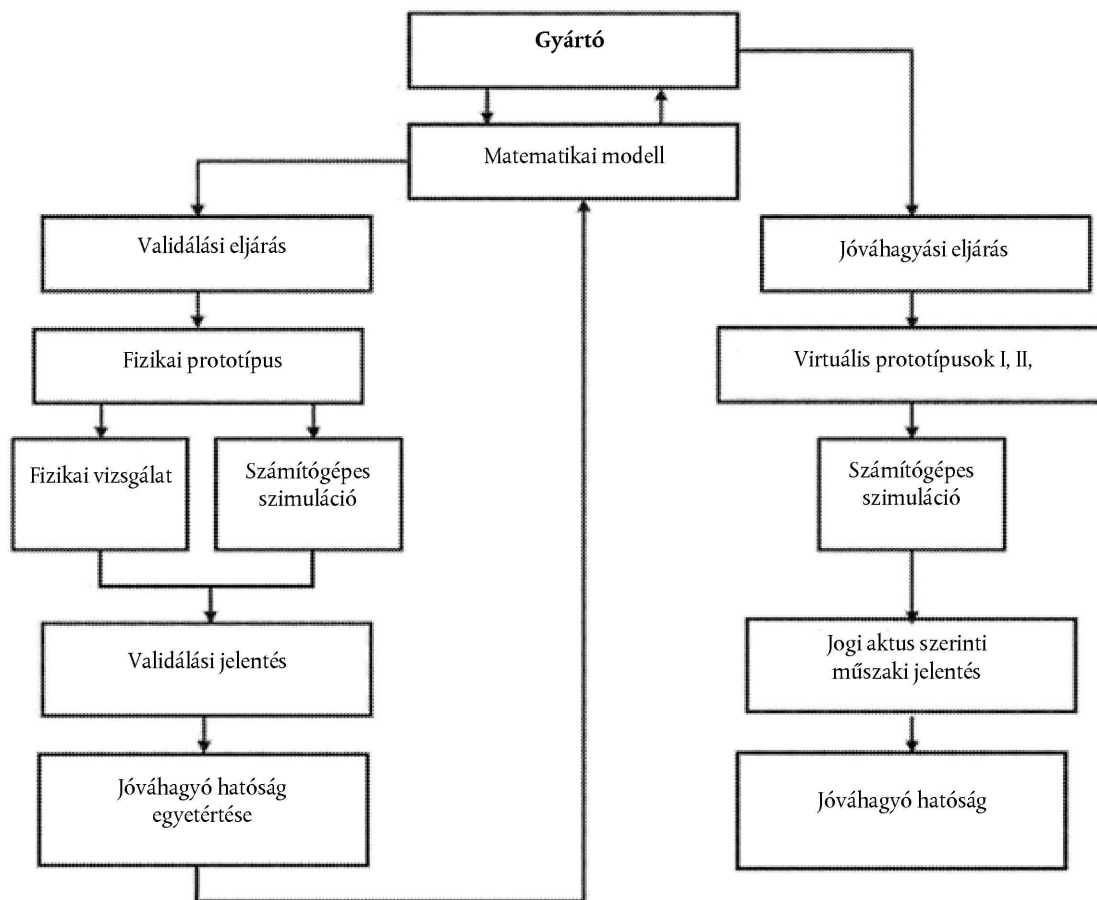 Gyártó
Matematikai modell
Validálási eljárás
Jóváhagyási eljárás
Fizikai prototípus
Virtuális prototípusok I, II,
Fizikai vizsgálat
Számítógépes
szimuláció
Számítógépes
szimuláció
Validálási jelentés
Jogi aktus szerinti
műszaki jelentés
Jóváhagyó hatóság
egyetértése
Jóváhagyó hatóság